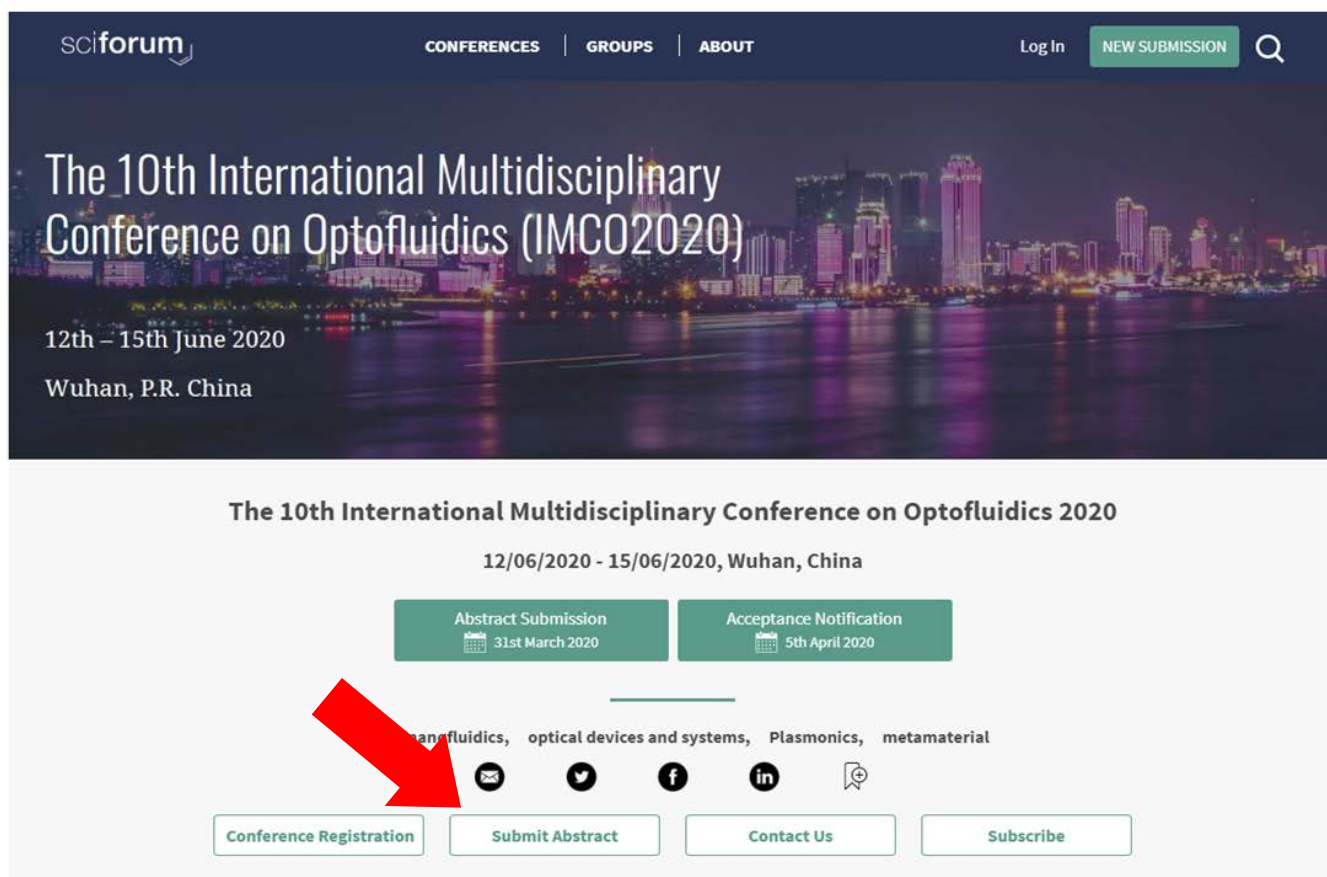 sciforum
CONFERENCES
GROUPS
ABOUT
Log In
NEW SUBMISSION
The 10th International Multidisciplinary
Conference on Optofluidics (IMCO2020)
12th – 15th June 2020
Wuhan, P.R. China
The 10th International Multidisciplinary Conference on Optofluidics 2020
12/06/2020 - 15/06/2020, Wuhan, China
Abstract Submission
31st March 2020
Acceptance Notification
5th April 2020
optical devices and systems, Plasmonics, metamaterial
Conference Registration
Submit Abstract
Contact Us
Subscribe